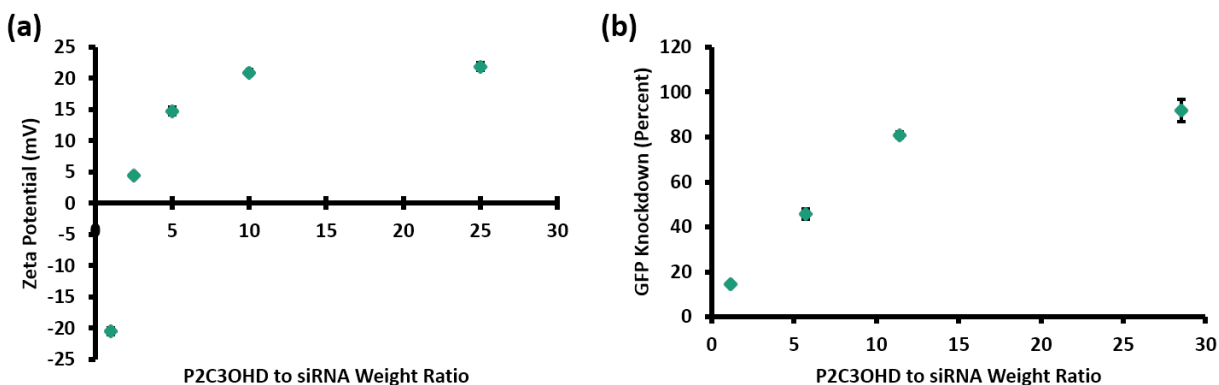 (a)
25
20
15
10
5
0
-5
-10
-15
-20
-25
Zeta Potential (mV)
0 5 10 15 20 25 30
P2C3OHD to siRNA Weight Ratio
(b)
120
100
80
60
40
20
0
GFP Knockdown (Percent)
0 5 10 15 20 25 30
P2C3OHD to siRNA Weight Ratio